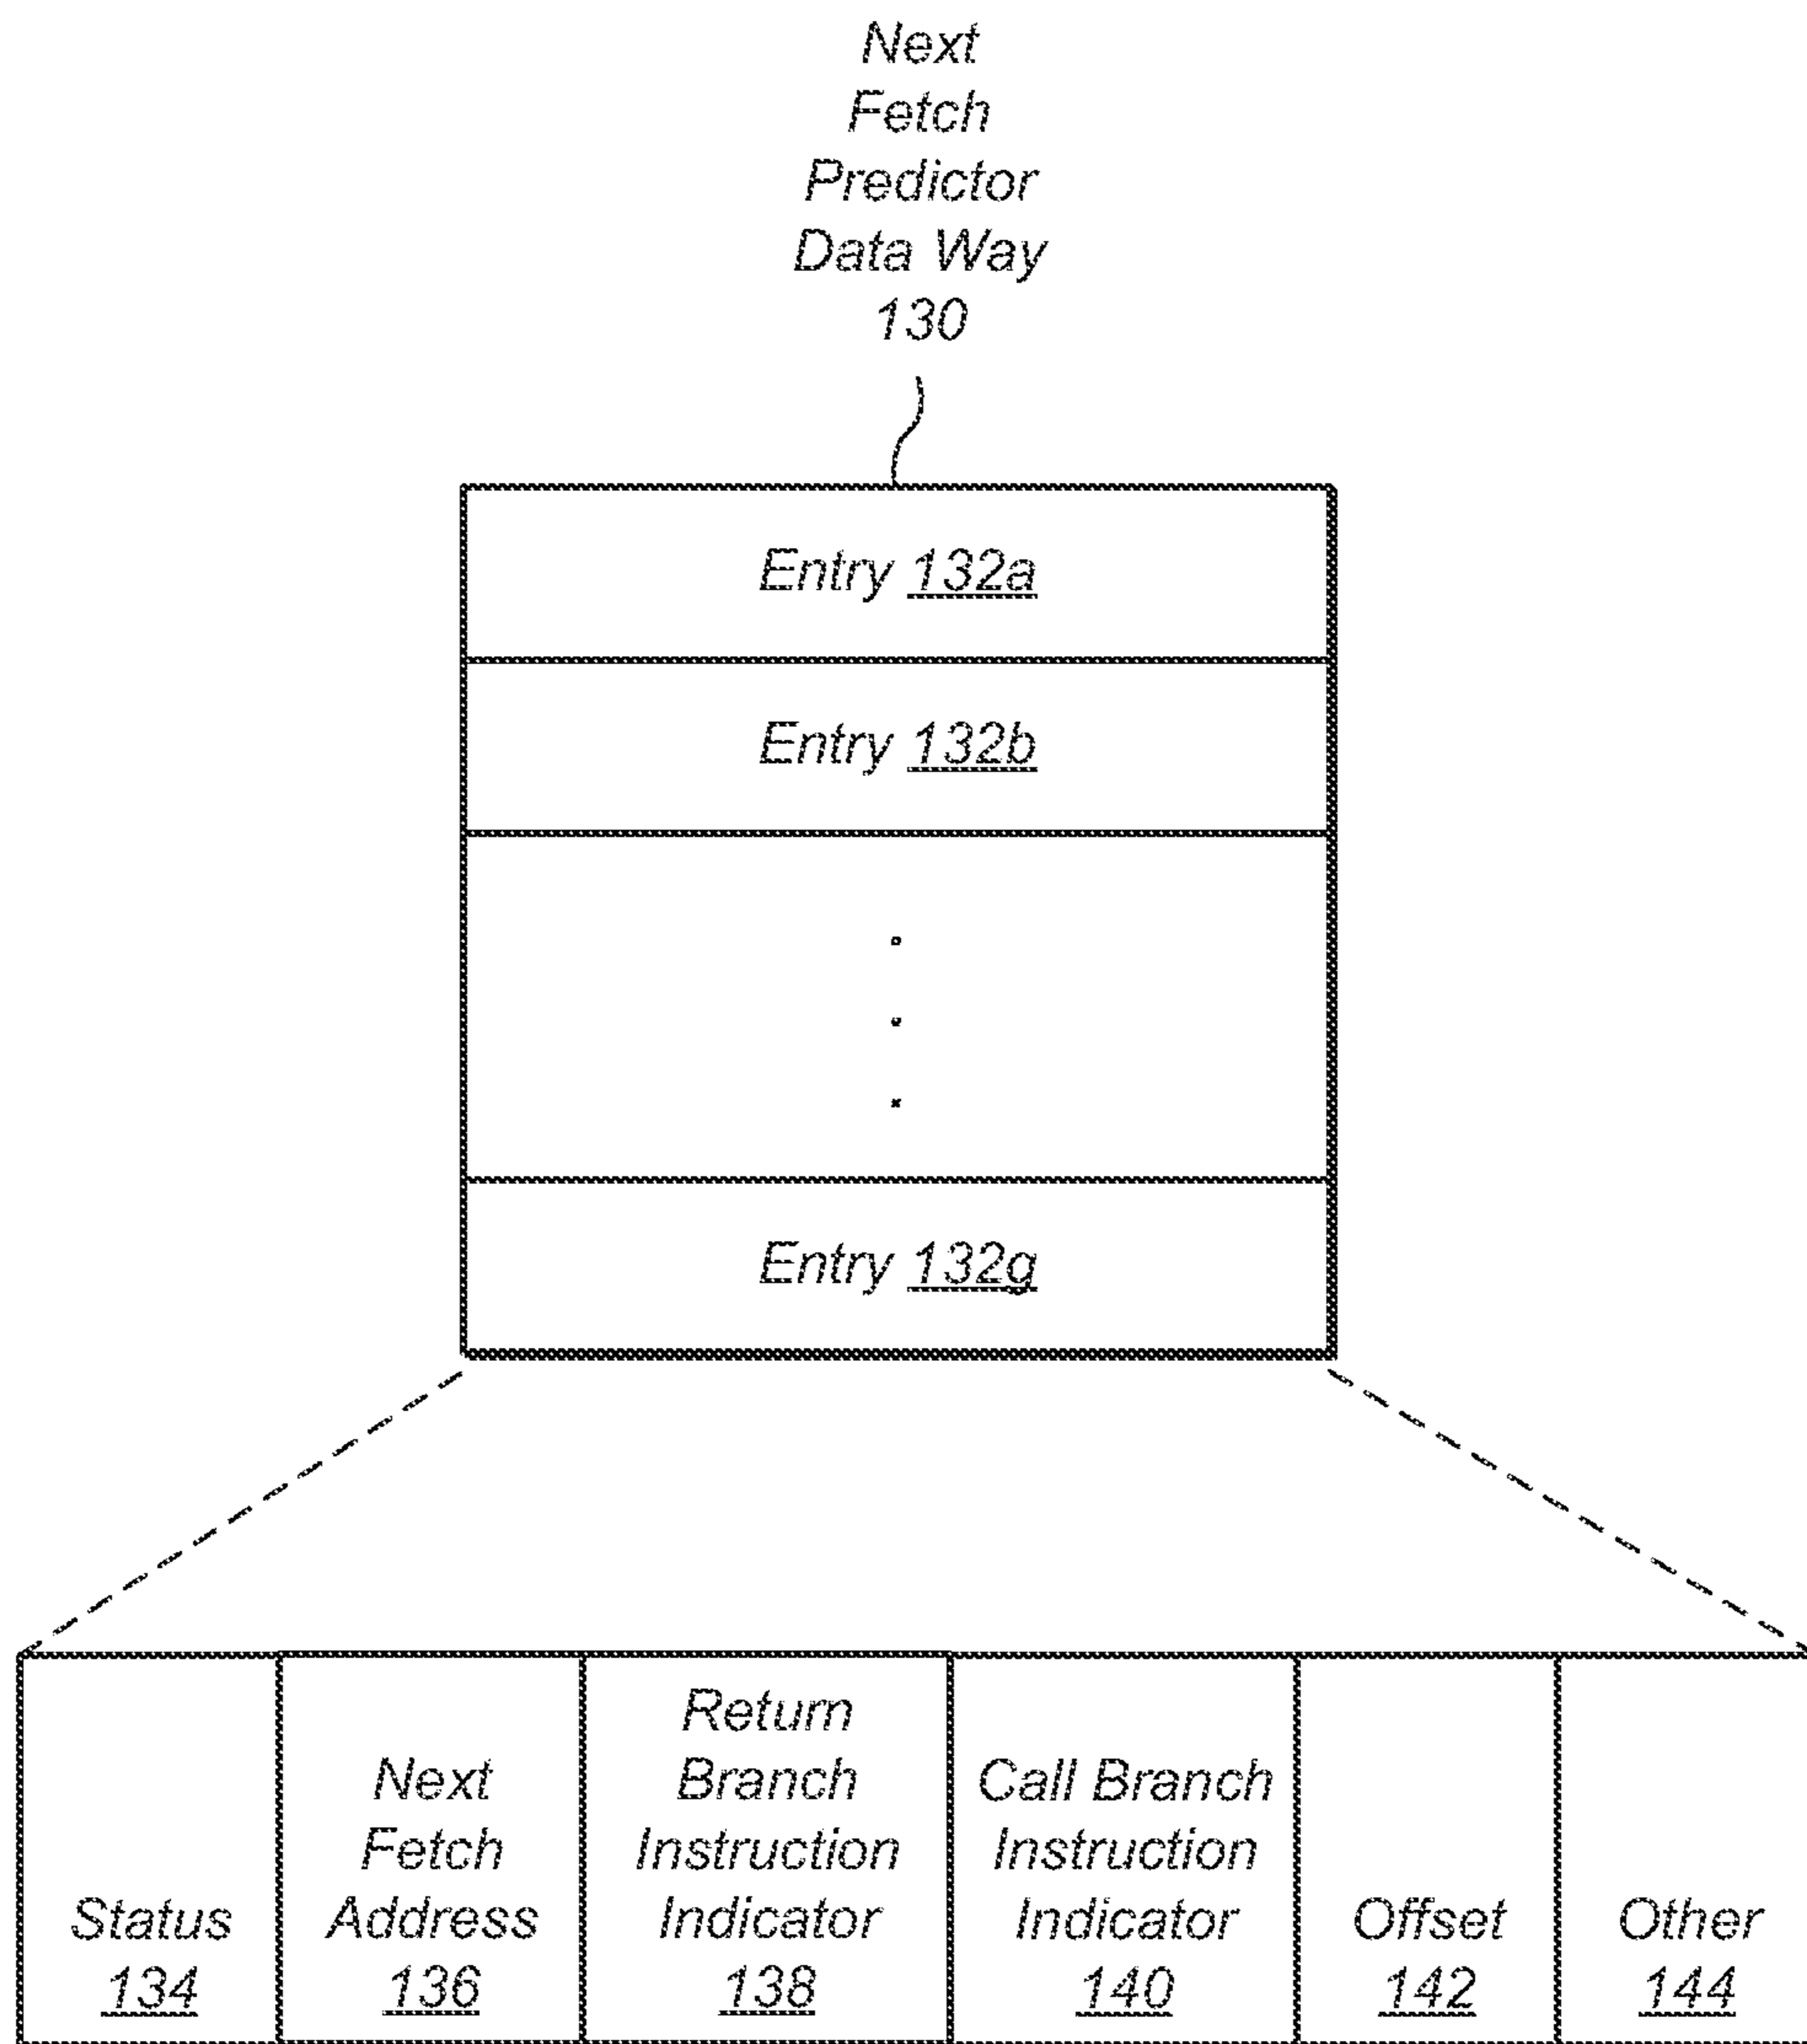 Next
Fetch
Predictor
Data Way
130
Entry 132a
Entry 132b
Entry 132g
Status
134
Next
Fetch
Address
136
Return
Branch
Instruction
Indicator
138
Call Branch
Instruction
Indicator
140
Offset
142
Other
144